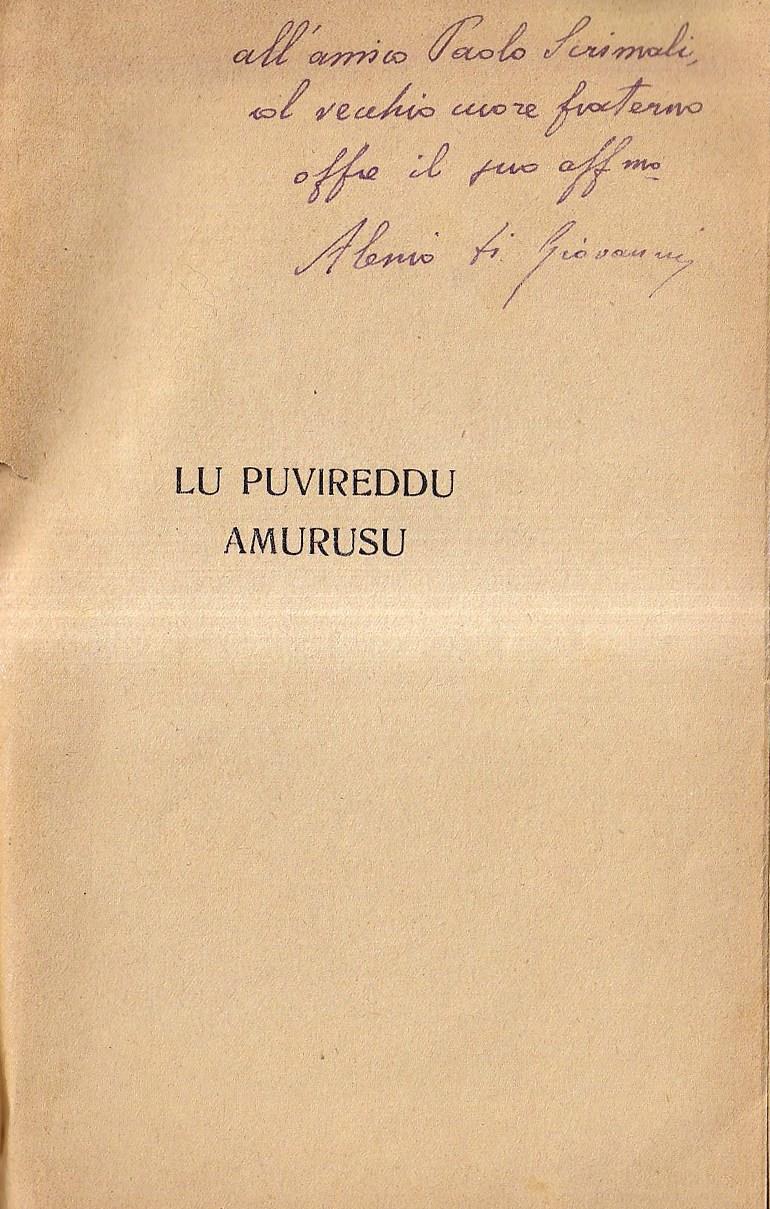 all'amico Paolo Scrimali,
col vecchio cuore fraterno
offre il suo aff mo
Alessio di Giovanni
LU PUVIREDDU
AMURUSU